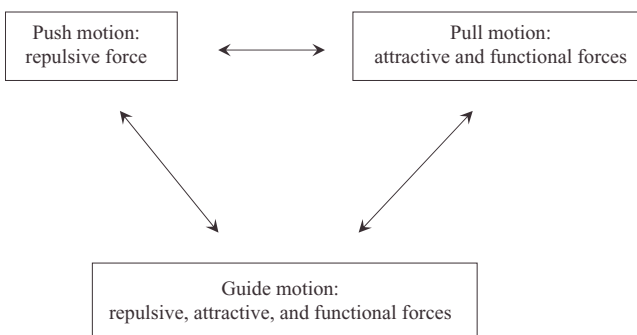 Push motion:
repulsive force
Pull motion:
attractive and functional forces
Guide motion:
repulsive, attractive, and functional forces